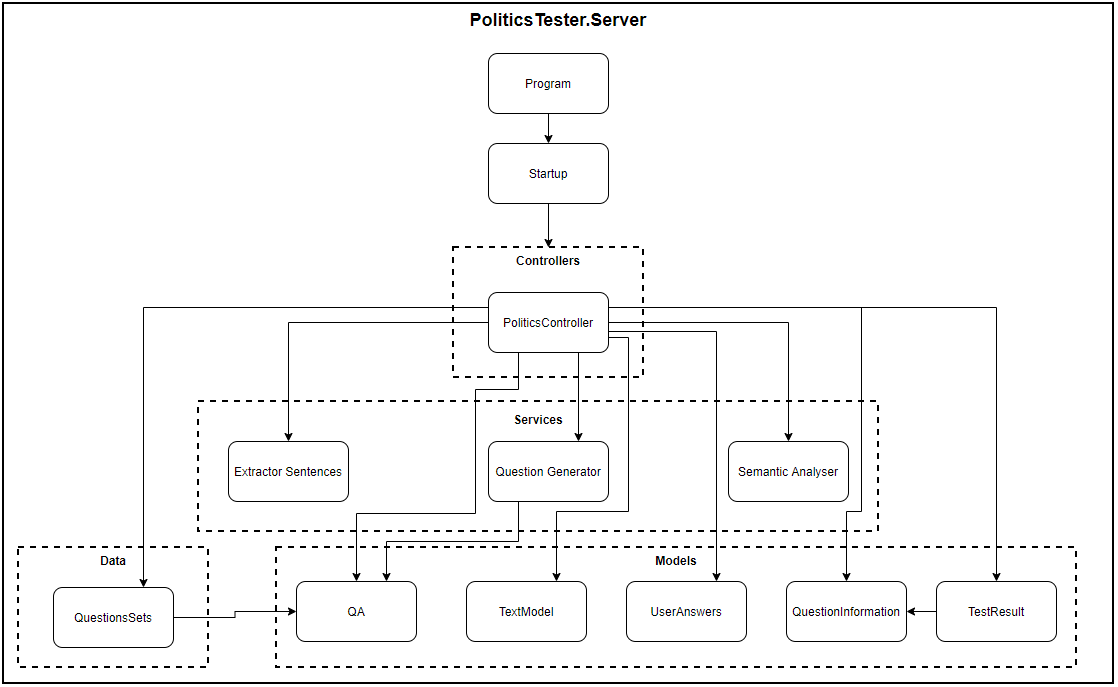 PoliticsTester.Server
Program
Startup
Controllers
PoliticsController
Services
Extractor Sentences
Question Generator
Semantic Analyser
Data
Models
QuestionsSets
QA
TextModel
UserAnswers
QuestionInformation
TestResult